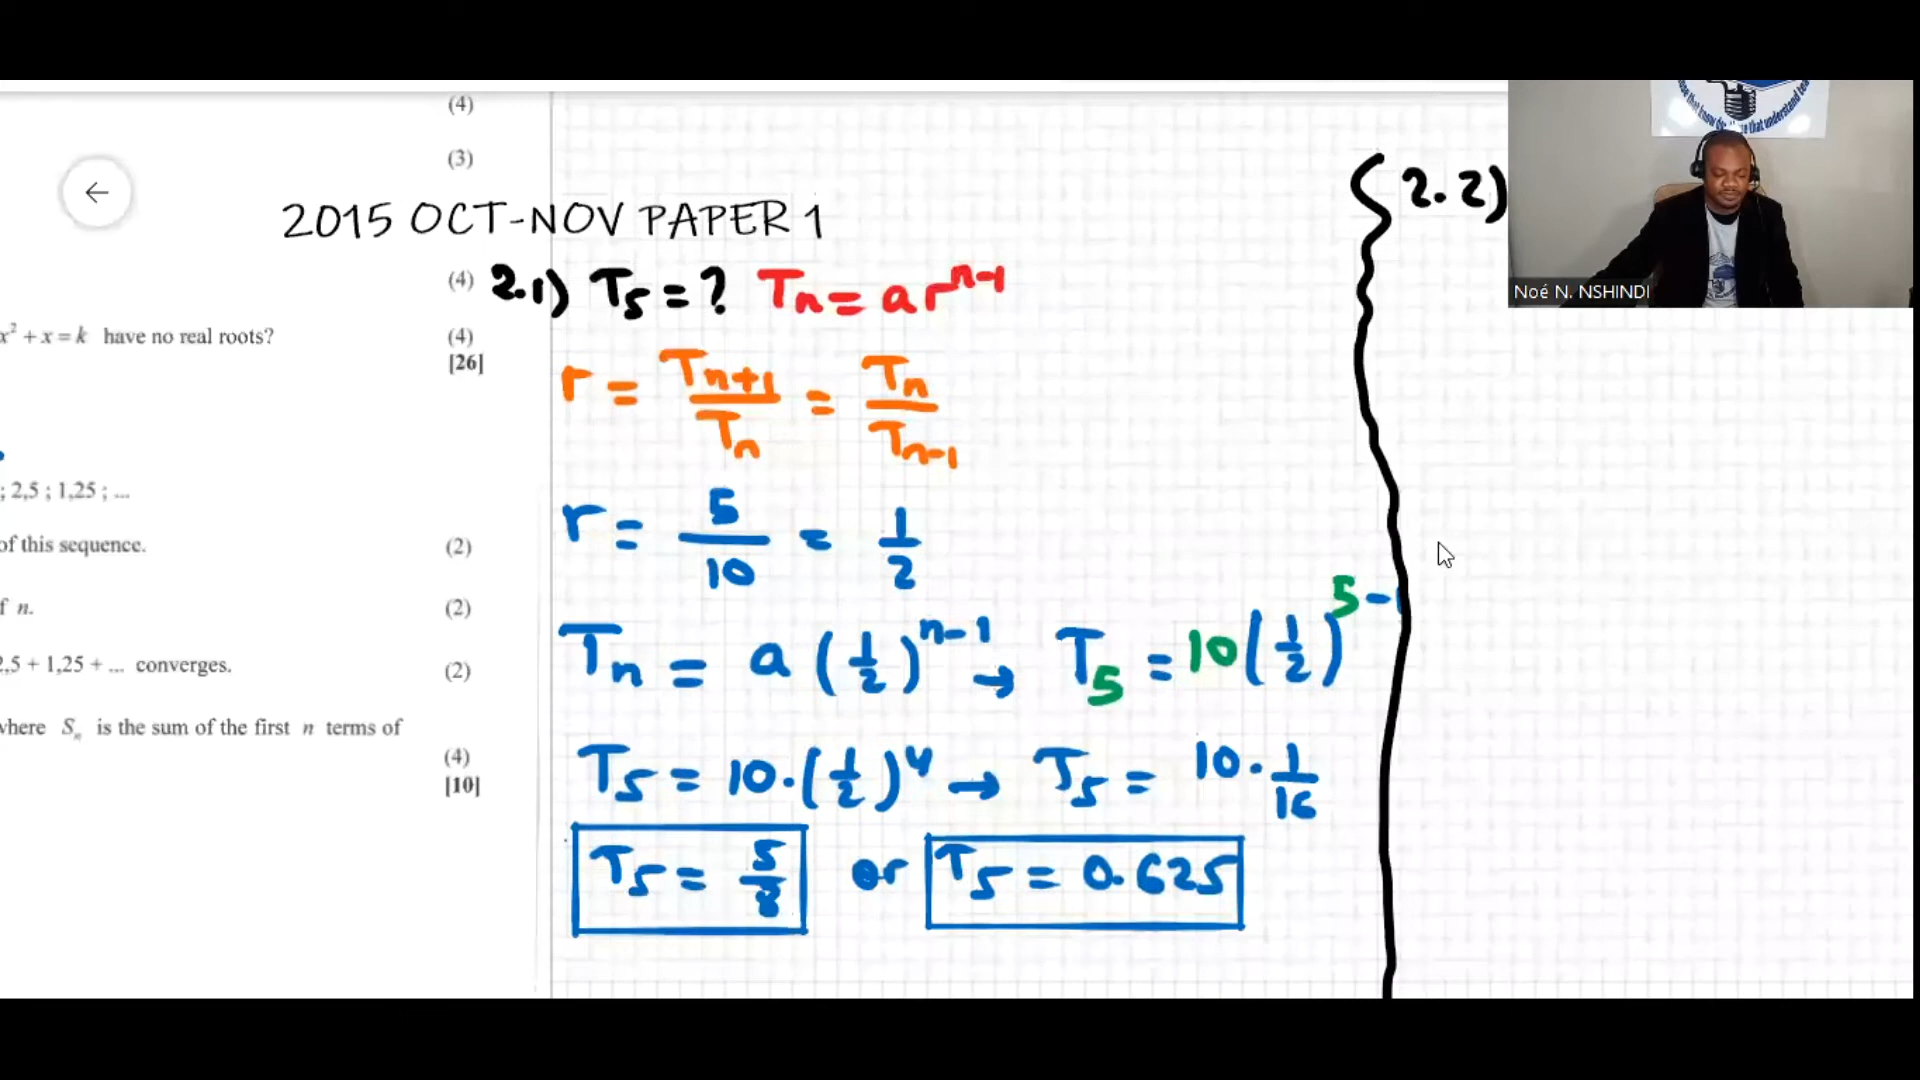 (4)
(3)
2015 OCT-NOV PAPER 1
(4)
x² + x = k have no real roots?
(4)
[26]
; 2,5 ; 1,25 ; ...
of this sequence.
(2)
f n.
(2)
2,5 + 1,25 + ... converges.
(2)
where Sₙ is the sum of the first n terms of
(4)
[10]
2.1) T₅ = ? Tₙ = a rⁿ⁻¹
r = Tₙ₊₁/Tₙ = Tₙ/Tₙ₋₁
r = 5/10 = 1/2
Tₙ = a (1/2)ⁿ⁻¹ → T₅ = 10 (1/2)⁵⁻
T₅ = 10 · (1/2)⁴ → T₅ = 10 · 1/16
T₅ = 5/8 or T₅ = 0.625
2.2)
that understand
Noé N. NSHINDI